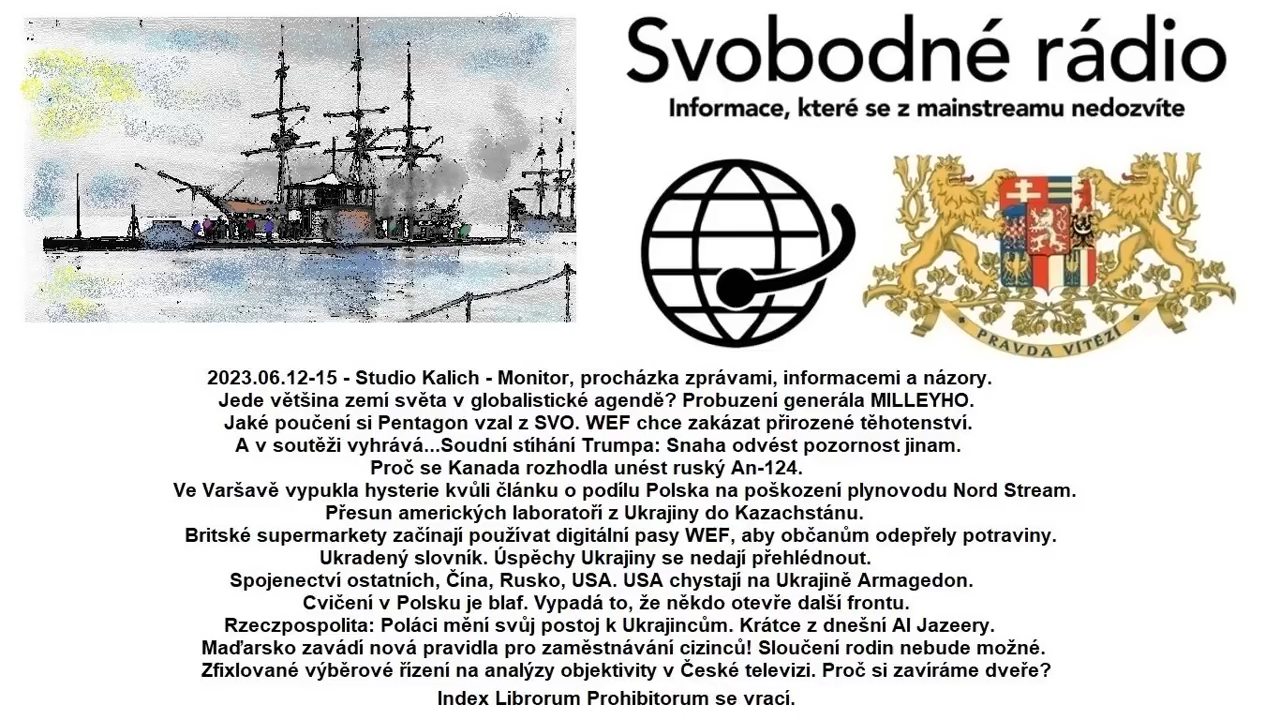 Svobodné rádio
Informace, které se z mainstreamu nedozvíte
PRAVDA VÍTĚZÍ
2023.06.12-15 - Studio Kalich - Monitor, procházka zprávami, informacemi a názory.
Jede většina zemí světa v globalistické agendě? Probuzení generála MILLEYHO.
Jaké poučení si Pentagon vzal z SVO. WEF chce zakázat přirozené těhotenství.
A v soutěži vyhrává...Soudní stíhání Trumpa: Snaha odvést pozornost jinam.
Proč se Kanada rozhodla unést ruský An-124.
Ve Varšavě vypukla hysterie kvůli článku o podílu Polska na poškození plynovodu Nord Stream.
Přesun amerických laboratoří z Ukrajiny do Kazachstánu.
Britské supermarkety začínají používat digitální pasy WEF, aby občanům odepřely potraviny.
Ukradený slovník. Úspěchy Ukrajiny se nedají přehlédnout.
Spojenectví ostatních, Čína, Rusko, USA. USA chystají na Ukrajině Armagedon.
Cvičení v Polsku je blaf. Vypadá to, že někdo otevře další frontu.
Rzeczpospolita: Poláci mění svůj postoj k Ukrajincům. Krátce z dnešní Al Jazeery.
Maďarsko zavádí nová pravidla pro zaměstnávání cizinců! Sloučení rodin nebude možné.
Zfixlované výběrové řízení na analýzy objektivity v České televizi. Proč si zavíráme dveře?
Index Librorum Prohibitorum se vrací.